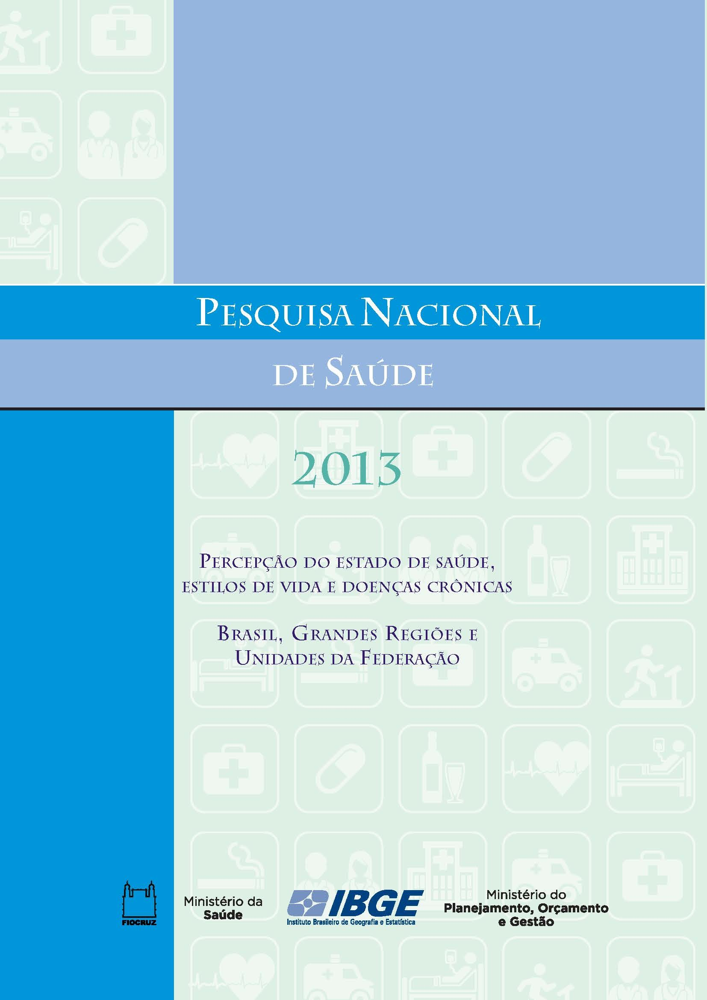 Pesquisa Nacional
de Saúde
2013
Percepção do estado de saúde,
estilos de vida e doenças crônicas
Brasil, Grandes Regiões e
Unidades da Federação
FIOCRUZ
Ministério da
Saúde
IBGE
Instituto Brasileiro de Geografia e Estatística
Ministério do
Planejamento, Orçamento
e Gestão